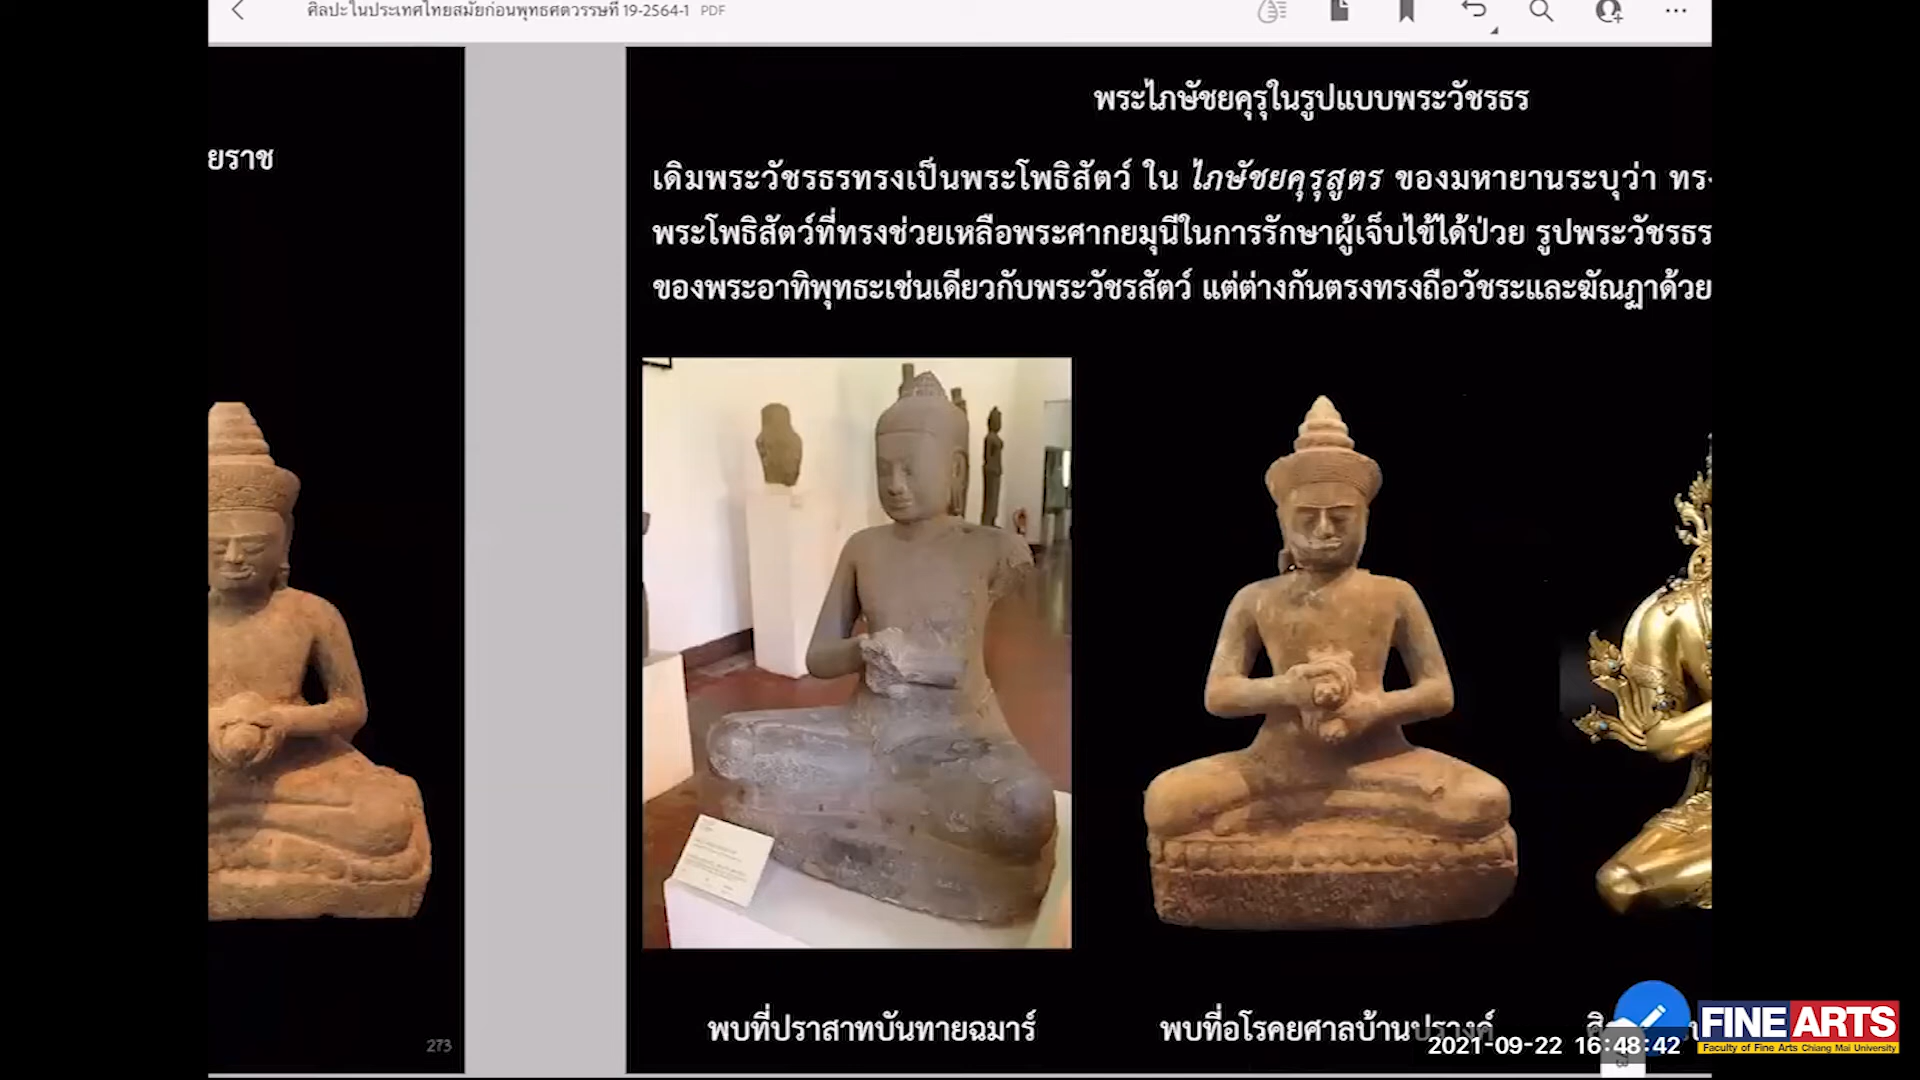 ศิลปะในประเทศไทยสมัยก่อนพุทธศตวรรษที่ 19-2564-1 PDF
ยราช
273
พระไภษัชยคุรุในรูปแบบพระวัชรธร
เดิมพระวัชรธรทรงเป็นพระโพธิสัตว์ ใน ไภษัชยคุรุสูตร ของมหายานระบุว่า
พระโพธิสัตว์ที่ทรงช่วยเหลือพระศากยมุนีในการรักษาผู้เจ็บไข้ได้ป่วย รูปพระวัชรธร
ของพระอาทิพุทธะเช่นเดียวกับพระวัชรสัตว์ แต่ต่างกันตรงทรงถือวัชระและฆัณฏาด้วย
พบที่ปราสาทบันทายฉมาร์
พบที่อโรคยศาลบ้านปรางค์
2021-09-22 16:48:42
FINE ARTS
Faculty of Fine Arts Chiang Mai University